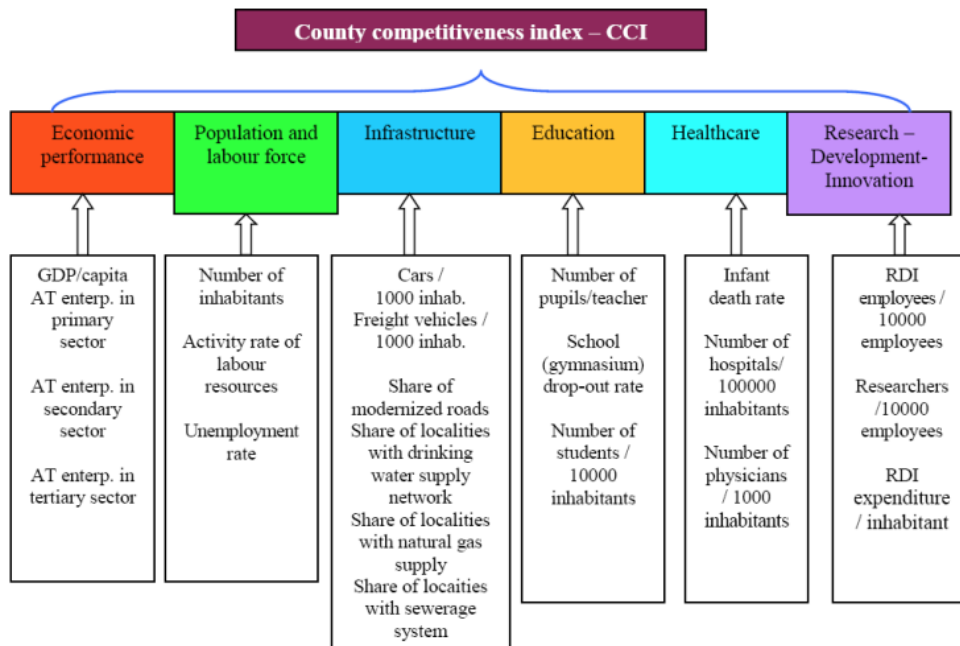 County competitiveness index – CCI
Economic
performance
Population and
labour force
Infrastructure
Education
Healthcare
Research –
Development-
Innovation
GDP/capita
AT enterp. in
primary
sector
AT enterp. in
secondary
sector
AT enterp. in
tertiary sector
Number of
inhabitants
Activity rate of
labour
resources
Unemployment
rate
Cars /
1000 inhab.
Freight vehicles /
1000 inhab.
Share of
modernized roads
Share of localities
with drinking
water supply
network
Share of localities
with natural gas
supply
Share of locaities
with sewerage
system
Number of
pupils/teacher
School
(gymnasium)
drop-out rate
Number of
students /
10000
inhabitants
Infant
death rate
Number of
hospitals/
100000
inhabitants
Number of
physicians
/ 1000
inhabitants
RDI
employees /
10000
employees
Researchers
/10000
employees
RDI
expenditure
/ inhabitant